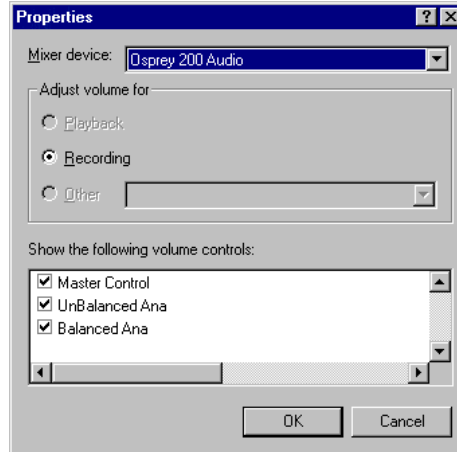 Properties
Mixer device: Osprey 200 Audio
Adjust volume for
Playback
Recording
Other
Show the following volume controls:
Master Control
UnBalanced Ana
Balanced Ana
OK Cancel